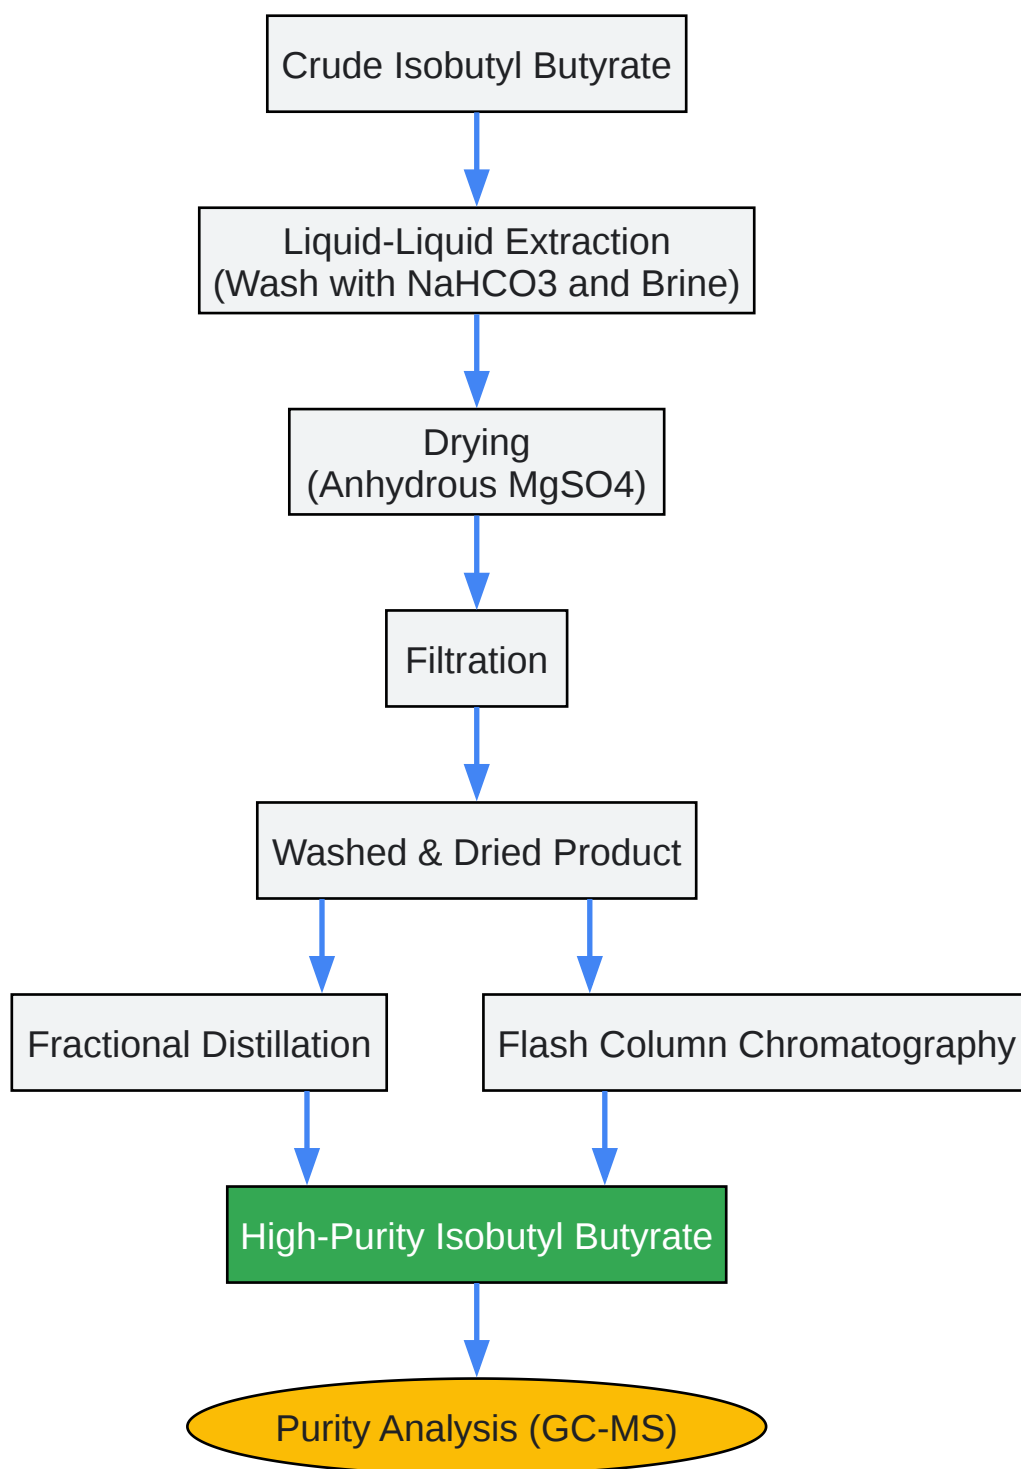 Crude Isobutyl Butyrate
Liquid-Liquid Extraction
(Wash with NaHCO3 and Brine)
Drying
(Anhydrous MgSO4)
Filtration
Washed & Dried Product
Fractional Distillation
Flash Column Chromatography
High-Purity Isobutyl Butyrate
Purity Analysis (GC-MS)